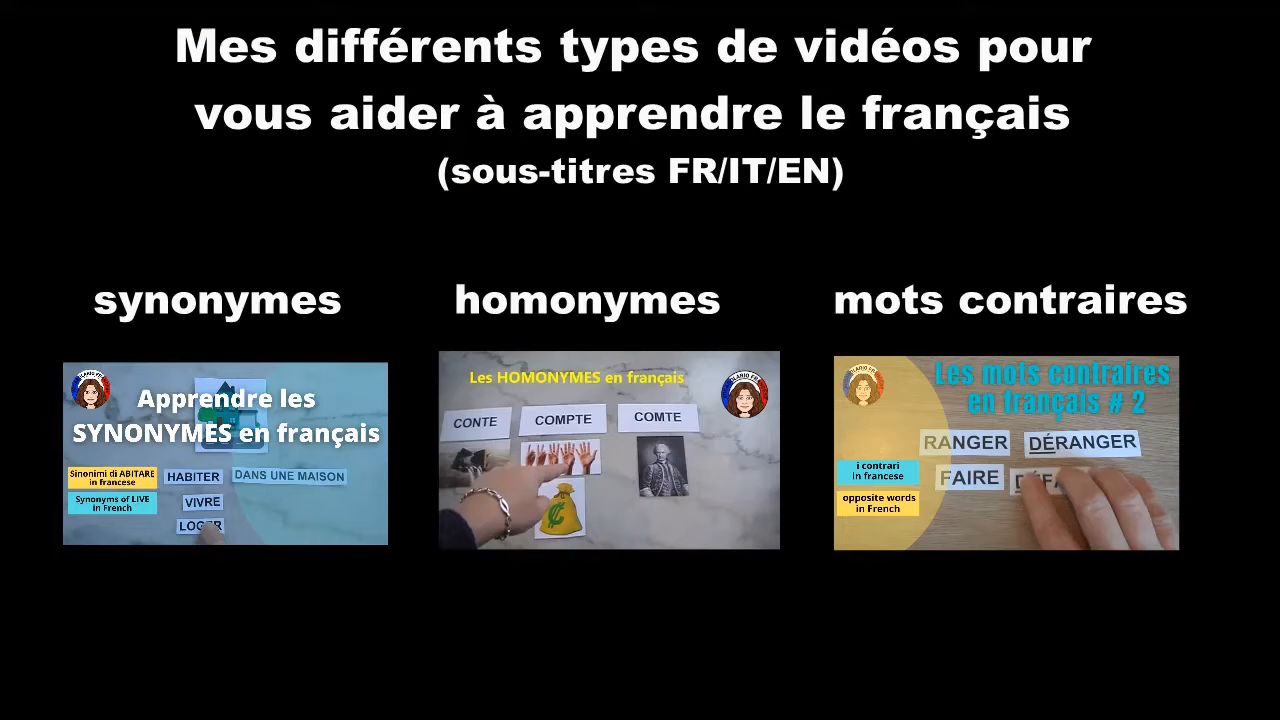 Mes différents types de vidéos pour
vous aider à apprendre le français
(sous-titres FR/IT/EN)
synonymes
homonymes
mots contraires
Apprendre les
SYNONYMES en français
Sinonimi di ABITARE
in francese
Synonyms of LIVE
in French
HABITER
DANS UNE MAISON
VIVRE
LOGER
Les HOMONYMES en français
CONTE
COMPTE
COMTE
Les mots contraires
en français # 2
RANGER
DÉRANGER
FAIRE
i contrari
in francese
opposite words
in French